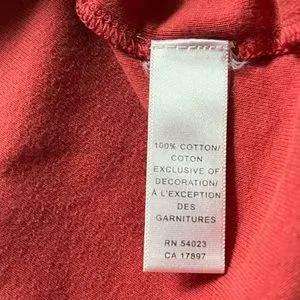 100% COTTON/
COTON
EXCLUSIVE OF
DECORATION/
À L'EXCEPTION
DES
GARNITURES
RN 54023
CA 17897